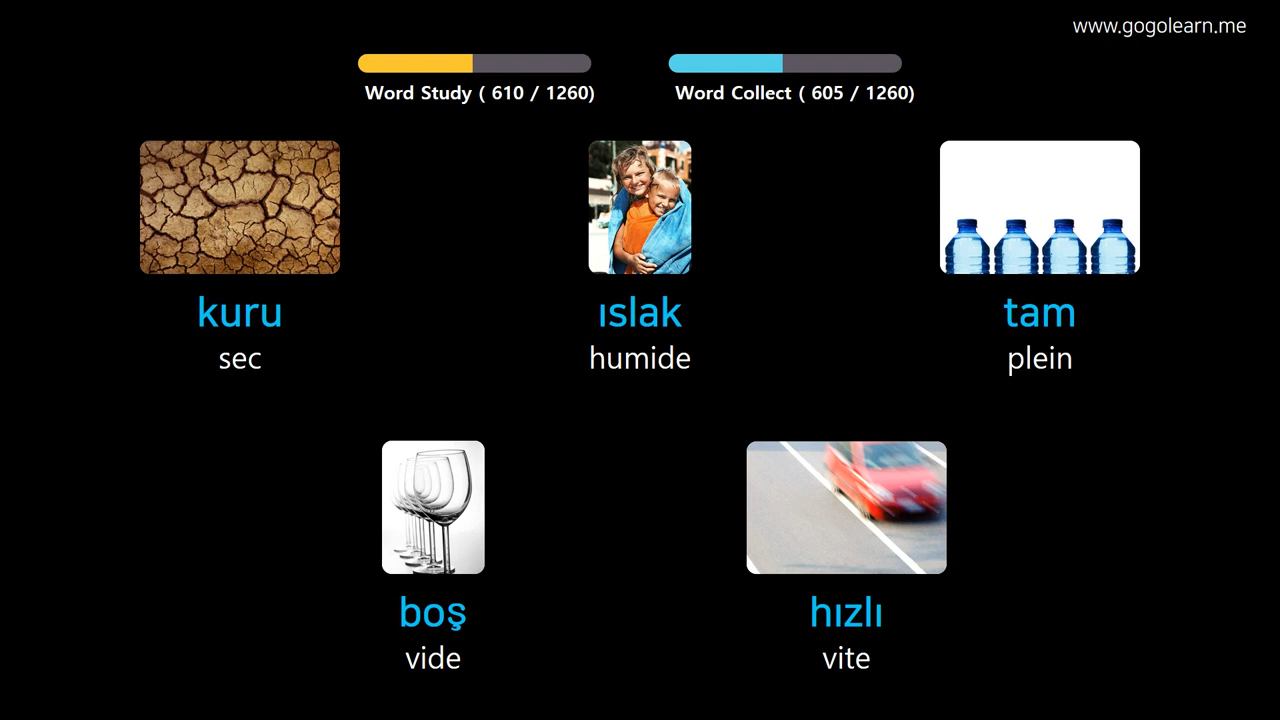 www.gogolearn.me
Word Study ( 610 / 1260)
Word Collect ( 605 / 1260)
kuru
sec
ıslak
humide
tam
plein
boş
vide
hızlı
vite